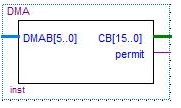 DMA
DMAB[5..0] CB[15..0]
permit
inst